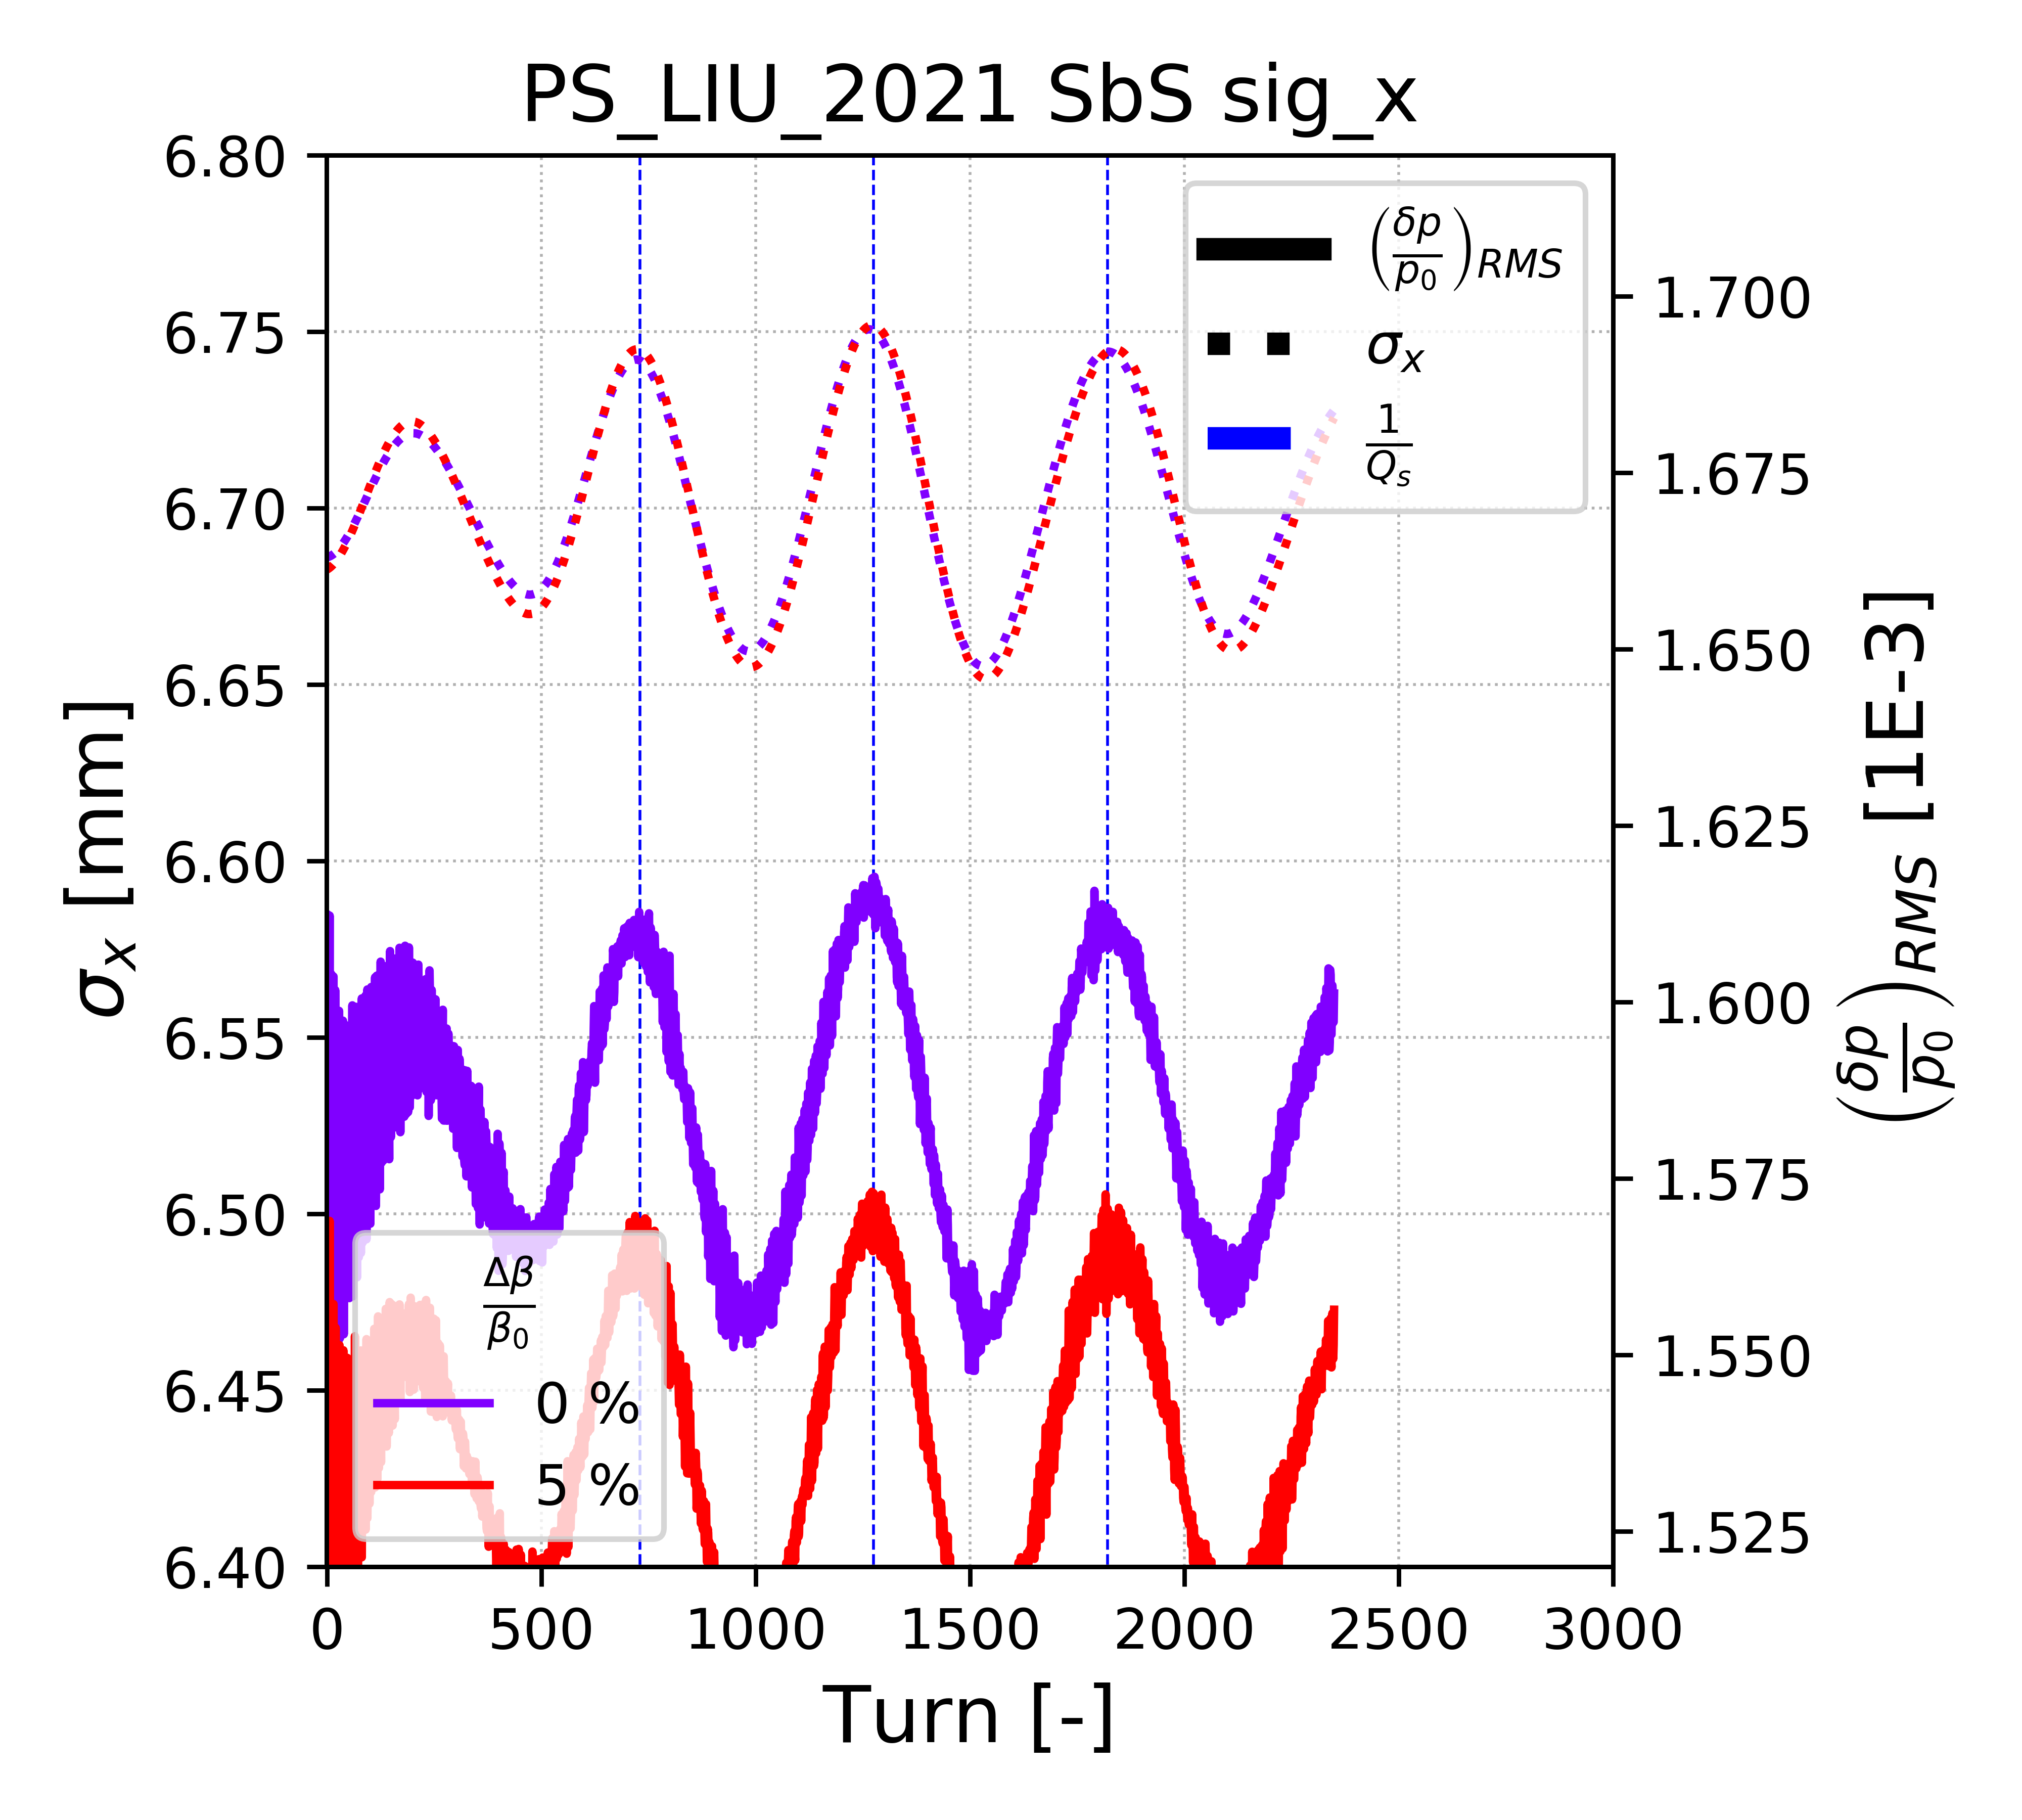 PS_LIU_2021 SbS sig_x
6.80
6.75
6.70
6.65
6.60
6.55
6.50
6.45
6.40
σx [mm]
(δp/p0)RMS
σx
1/Qs
Δβ/β0
0 %
5 %
1.700
1.675
1.650
1.625
1.600
1.575
1.550
1.525
(δp/p0)RMS [1E-3]
0 500 1000 1500 2000 2500 3000
Turn [-]